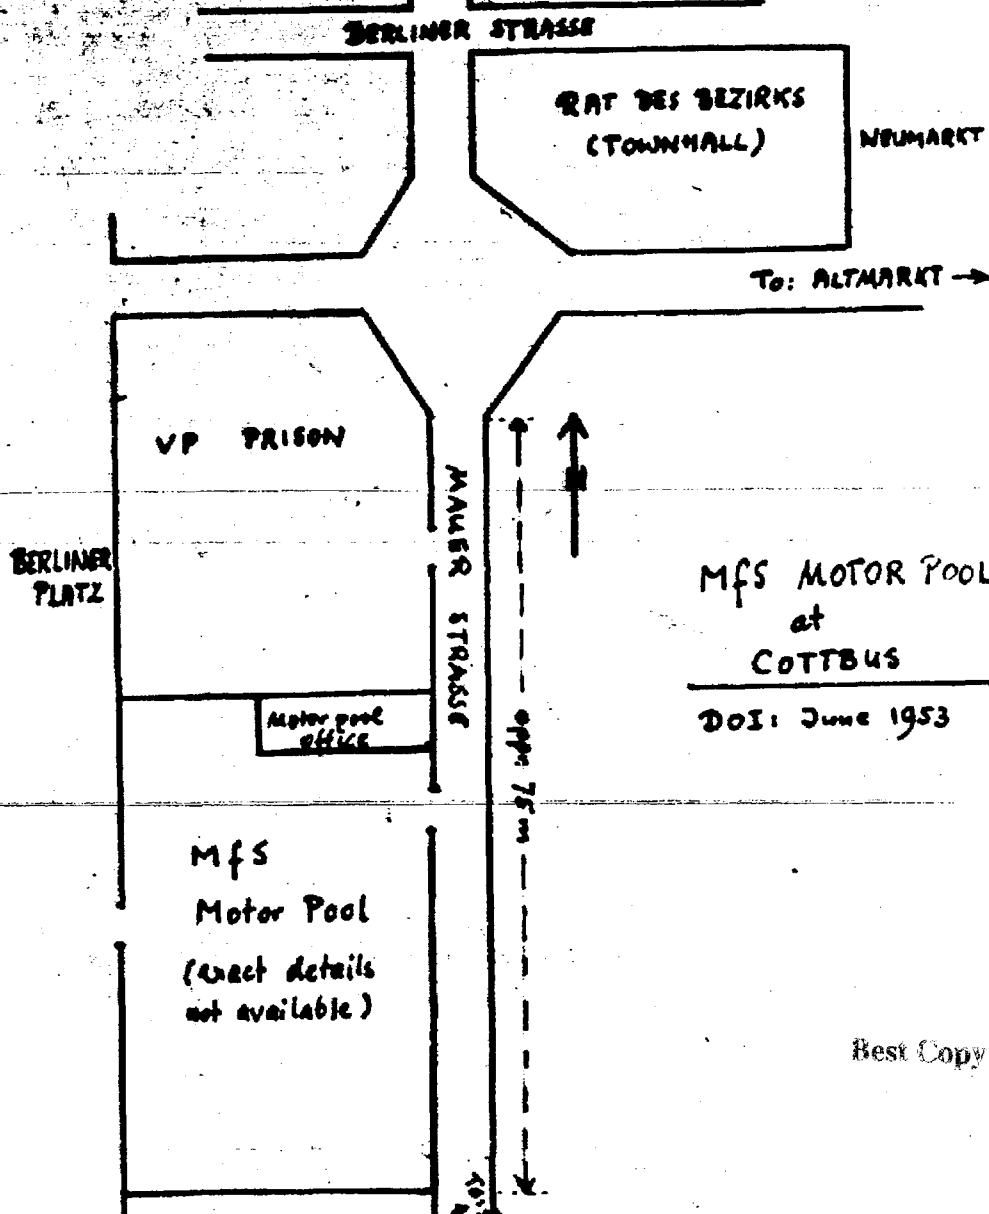 BERLINER STRASSE
RAT DES BEZIRKS
(TOWNHALL)
NEUMARKT
To: ALTMARKT →
VP PRISON
MAUER STRASSE
N
BERLINER
PLATZ
MfS MOTOR POOL
at
COTTBUS
DOI: June 1953
Motor pool
office
appr. 75 m
MfS
Motor Pool
(exact details
not available)
Best Copy